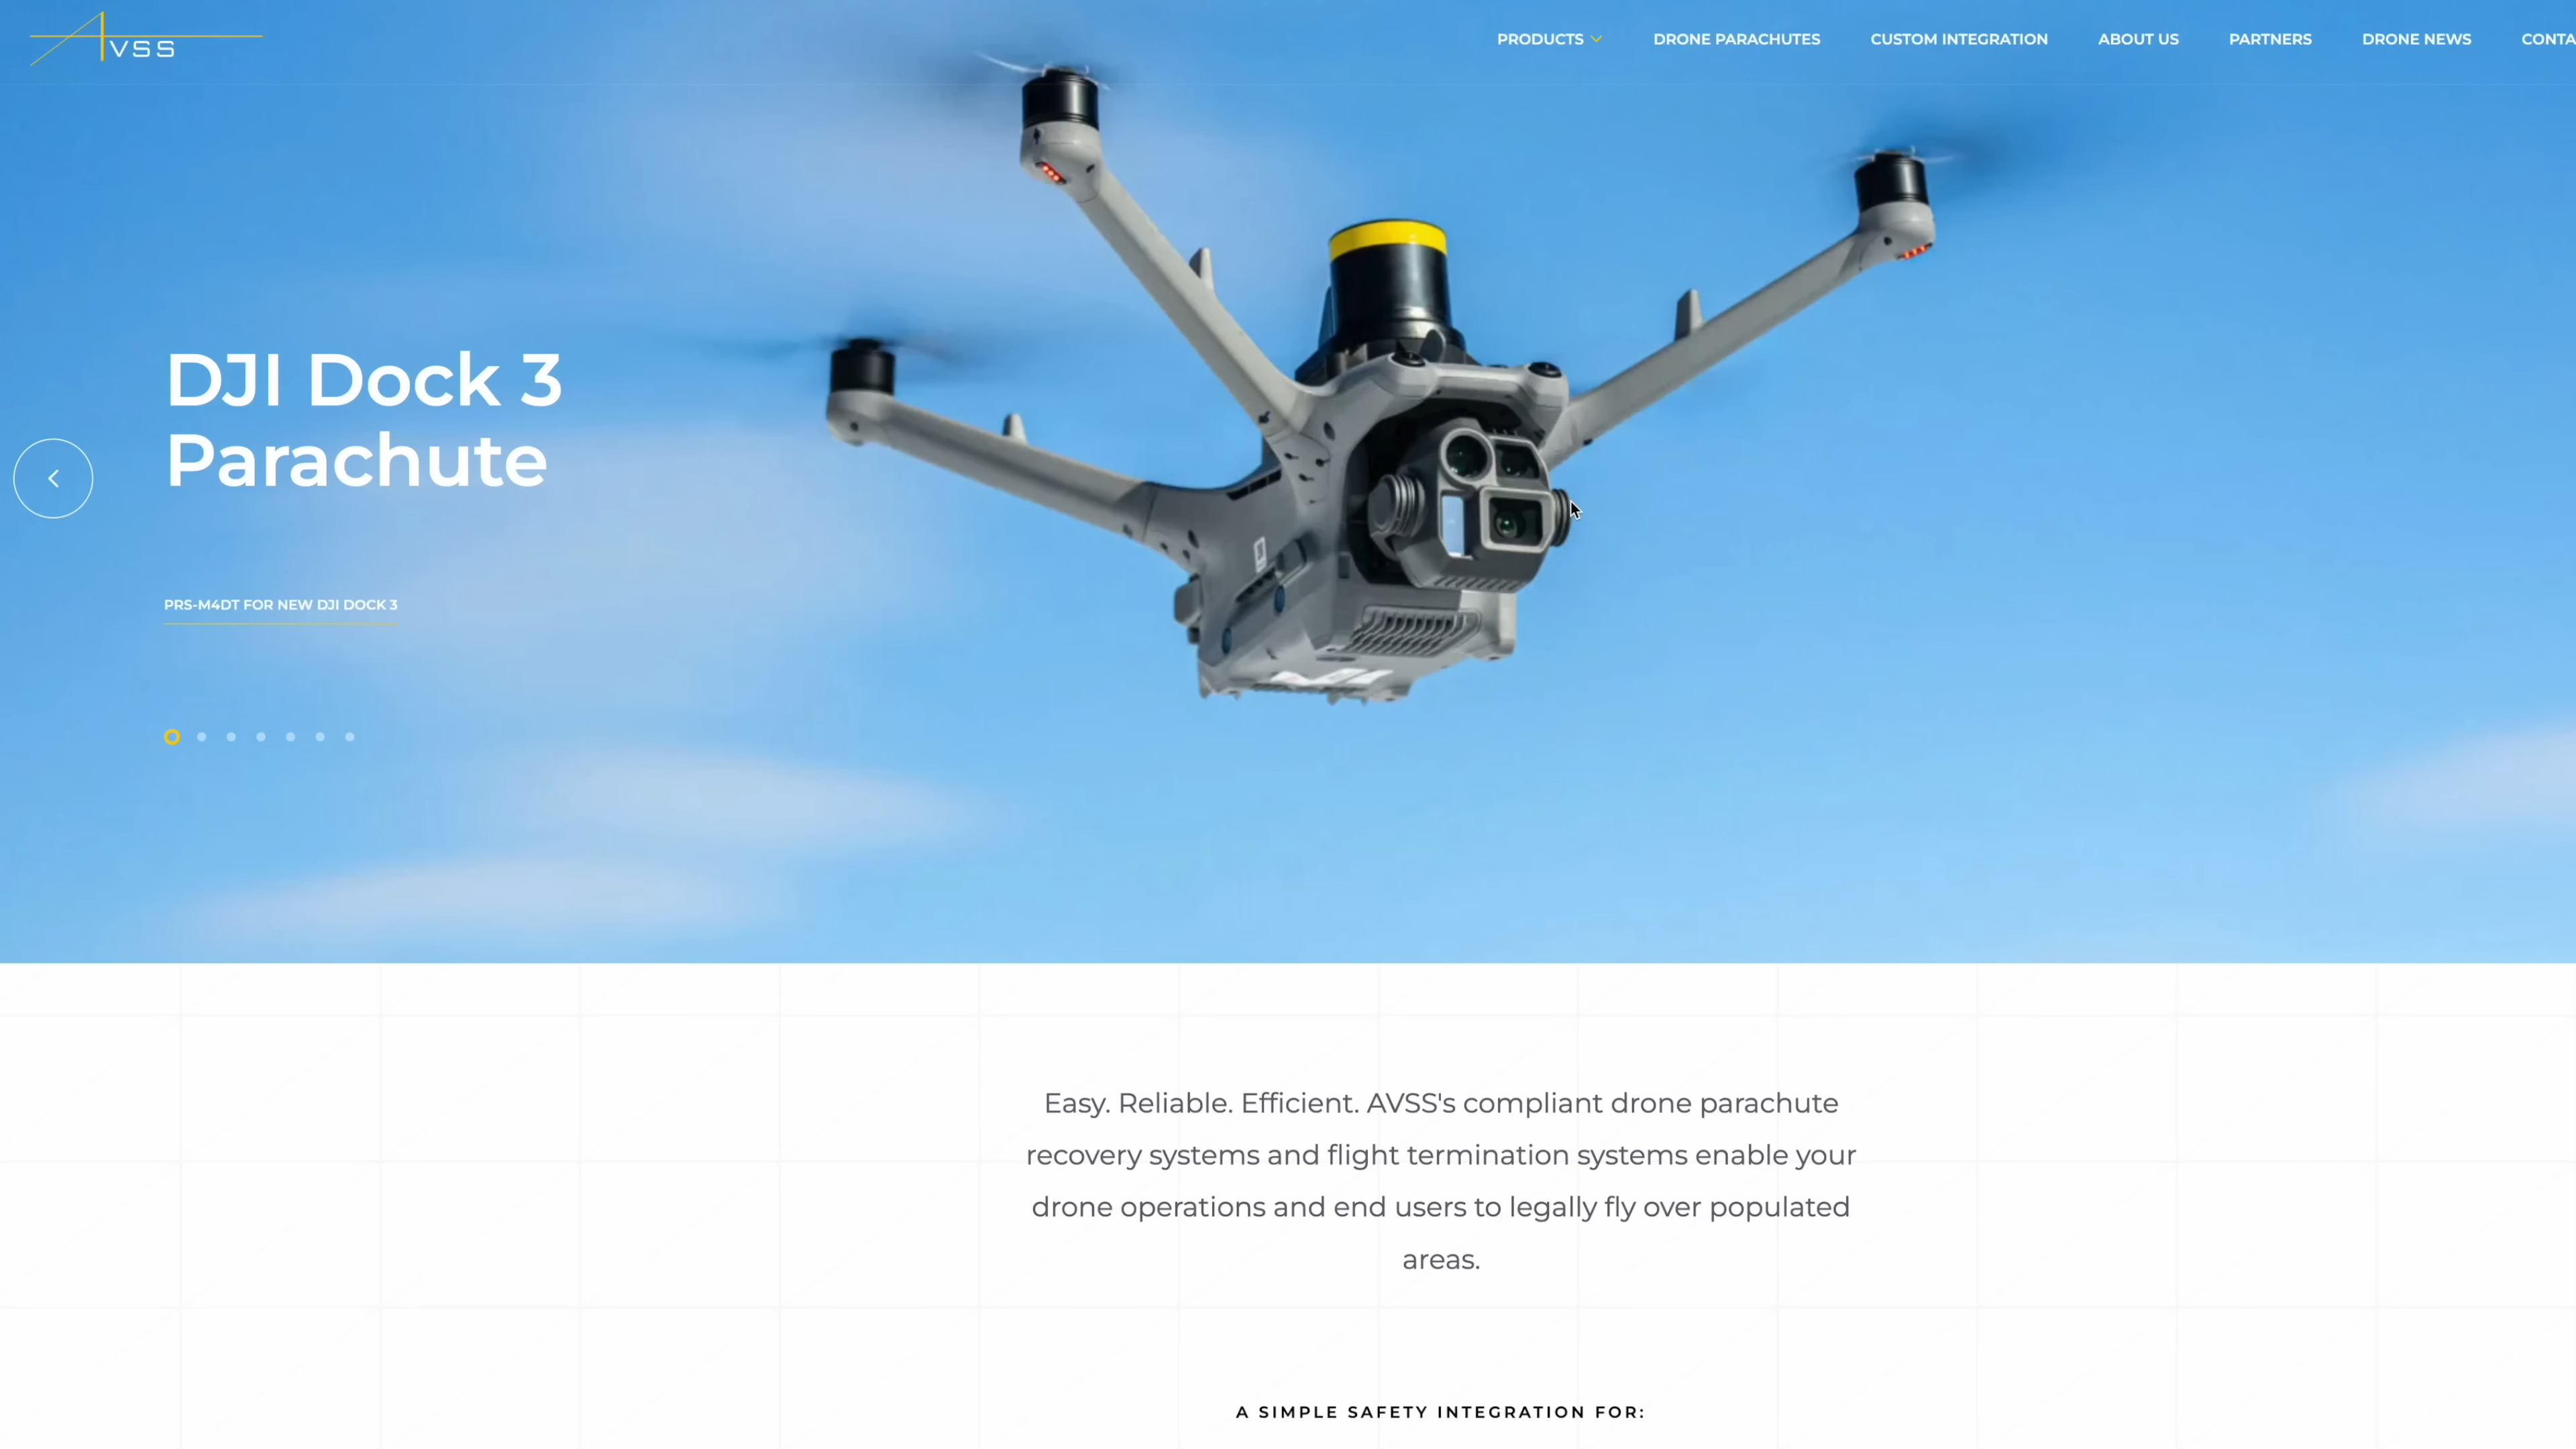 AVSS
PRODUCTS
DRONE PARACHUTES
CUSTOM INTEGRATION
ABOUT US
PARTNERS
DRONE NEWS
CONTA
DJI Dock 3
Parachute
PRS-M4DT FOR NEW DJI DOCK 3
Easy. Reliable. Efficient. AVSS's compliant drone parachute
recovery systems and flight termination systems enable your
drone operations and end users to legally fly over populated
areas.
A SIMPLE SAFETY INTEGRATION FOR: